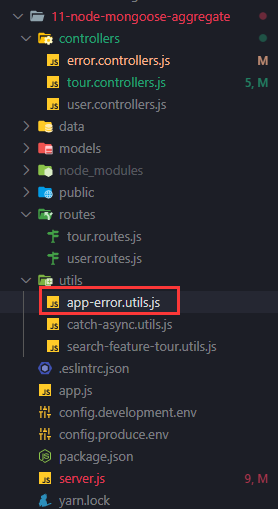 11-node-mongoose-aggregate
controllers
error.controllers.js M
tour.controllers.js 5, M
user.controllers.js
data
models
node_modules
public
routes
tour.routes.js
user.routes.js
utils
app-error.utils.js
catch-async.utils.js
search-feature-tour.utils.js
.eslintrc.json
app.js
config.development.env
config.produce.env
package.json
server.js 9, M
yarn.lock